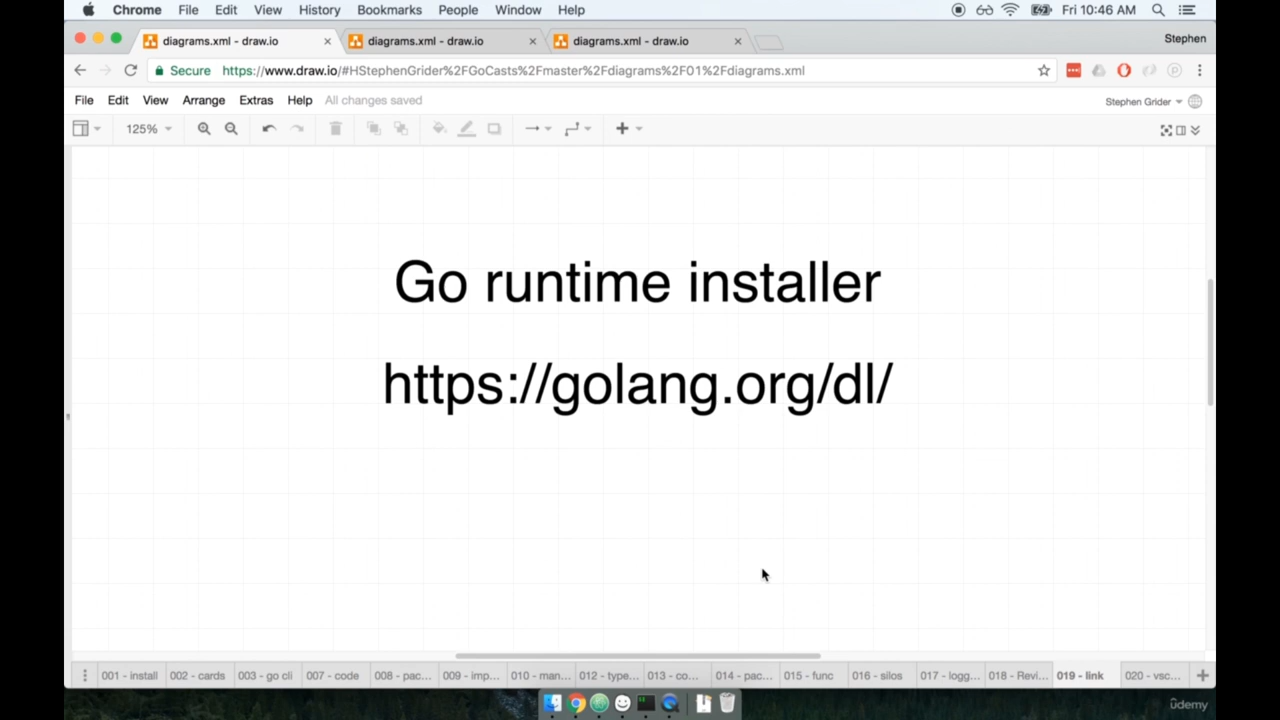 Chrome File Edit View History Bookmarks People Window Help Fri 10:46 AM
diagrams.xml - draw.io diagrams.xml - draw.io diagrams.xml - draw.io Stephen
Secure https://www.draw.io/#HStephenGrider%2FGoCasts%2Fmaster%2Fdiagrams%2F01%2Fdiagrams.xml
File Edit View Arrange Extras Help All changes saved Stephen Grider
125%
Go runtime installer
https://golang.org/dl/
001 - install 002 - cards 003 - go cli 007 - code 008 - pac... 009 - imp... 010 - man... 012 - type... 013 - co... 014 - pac... 015 - func 016 - silos 017 - logg... 018 - Revi... 019 - link 020 - vsc...
ûdemy